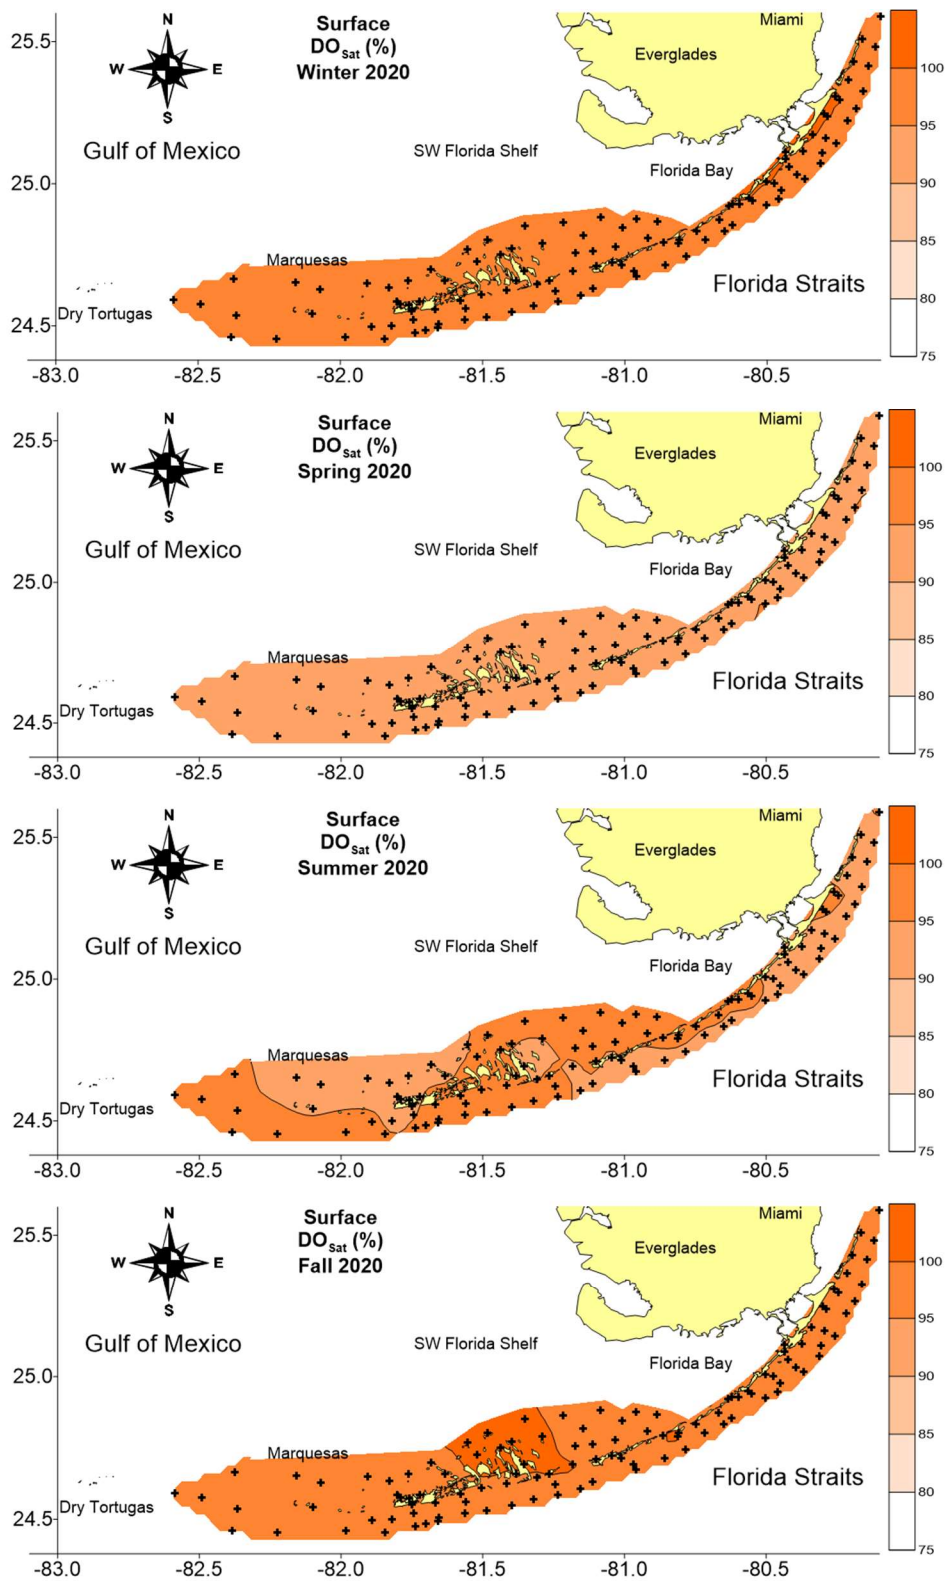 N
W E
S
Surface
DOSat (%)
Winter 2020
Miami
Everglades
Gulf of Mexico
SW Florida Shelf
Florida Bay
Marquesas
Dry Tortugas
Florida Straits
25.5
25.0
24.5
-83.0 -82.5 -82.0 -81.5 -81.0 -80.5
100
95
90
85
80
75
N
W E
S
Surface
DOSat (%)
Spring 2020
Miami
Everglades
Gulf of Mexico
SW Florida Shelf
Florida Bay
Marquesas
Dry Tortugas
Florida Straits
25.5
25.0
24.5
-83.0 -82.5 -82.0 -81.5 -81.0 -80.5
100
95
90
85
80
75
N
W E
S
Surface
DOSat (%)
Summer 2020
Miami
Everglades
Gulf of Mexico
SW Florida Shelf
Florida Bay
Marquesas
Dry Tortugas
Florida Straits
25.5
25.0
24.5
-83.0 -82.5 -82.0 -81.5 -81.0 -80.5
100
95
90
85
80
75
N
W E
S
Surface
DOSat (%)
Fall 2020
Miami
Everglades
Gulf of Mexico
SW Florida Shelf
Florida Bay
Marquesas
Dry Tortugas
Florida Straits
25.5
25.0
24.5
-83.0 -82.5 -82.0 -81.5 -81.0 -80.5
100
95
90
85
80
75